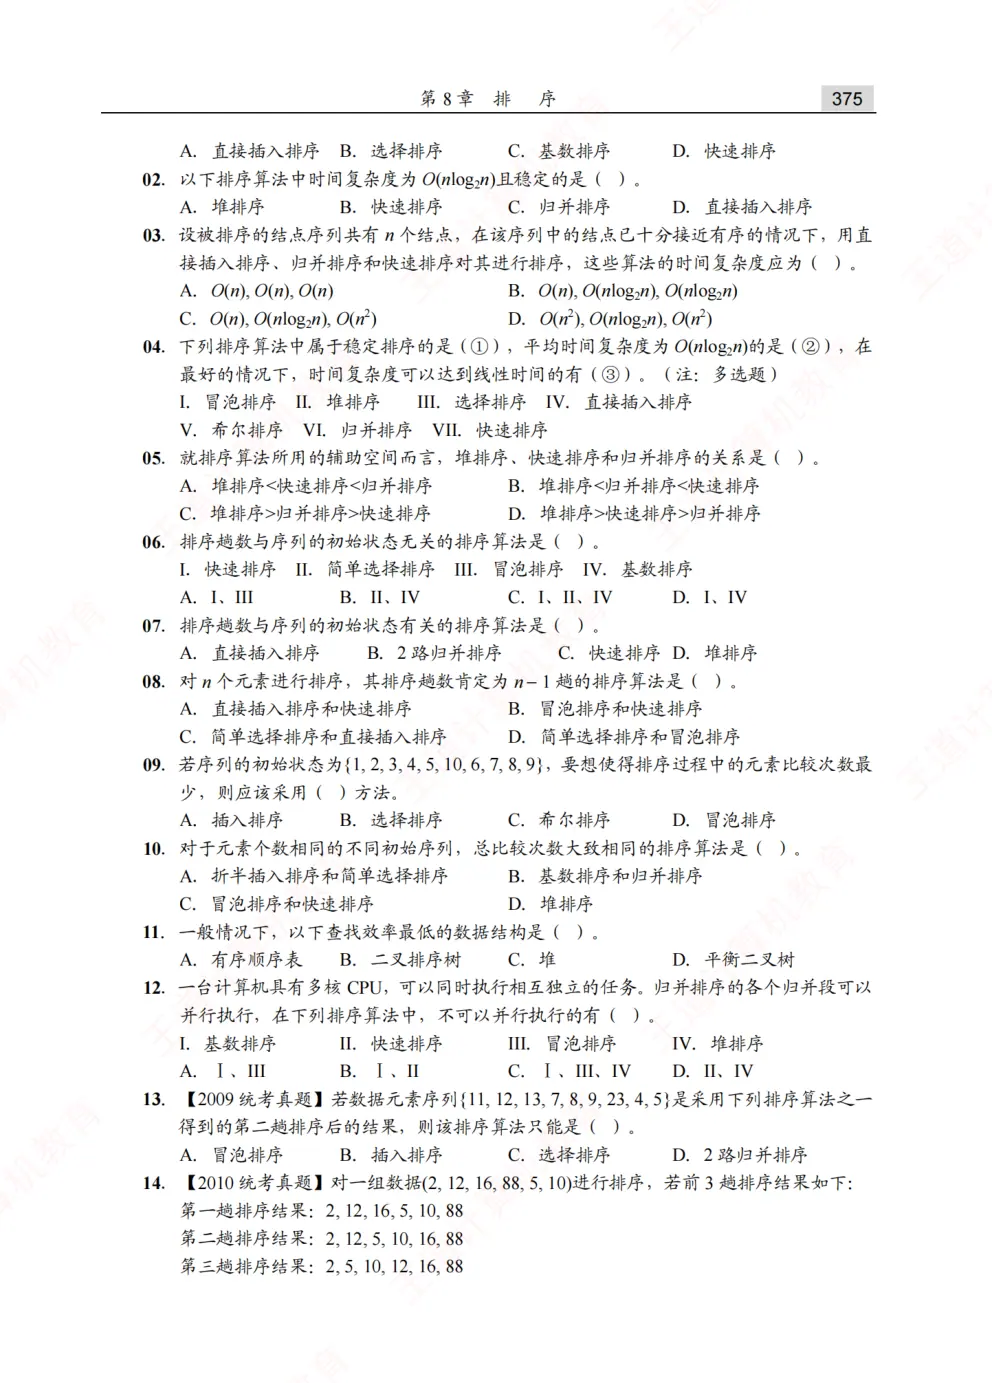 第 8 章 排 序 375
A. 直接插入排序 B. 选择排序 C. 基数排序 D. 快速排序
02. 以下排序算法中时间复杂度为 O(nlog₂n)且稳定的是（ ）。
A. 堆排序 B. 快速排序 C. 归并排序 D. 直接插入排序
03. 设被排序的结点序列共有 n 个结点，在该序列中的结点已十分接近有序的情况下，用直
接插入排序、归并排序和快速排序对其进行排序，这些算法的时间复杂度应为（ ）。
A. O(n), O(n), O(n) B. O(n), O(nlog₂n), O(nlog₂n)
C. O(n), O(nlog₂n), O(n²) D. O(n²), O(nlog₂n), O(n²)
04. 下列排序算法中属于稳定排序的是（①），平均时间复杂度为 O(nlog₂n)的是（②），在
最好的情况下，时间复杂度可以达到线性时间的有（③）。（注：多选题）
I. 冒泡排序 II. 堆排序 III. 选择排序 IV. 直接插入排序
V. 希尔排序 VI. 归并排序 VII. 快速排序
05. 就排序算法所用的辅助空间而言，堆排序、快速排序和归并排序的关系是（ ）。
A. 堆排序<快速排序<归并排序 B. 堆排序<归并排序<快速排序
C. 堆排序>归并排序>快速排序 D. 堆排序>快速排序>归并排序
06. 排序趟数与序列的初始状态无关的排序算法是（ ）。
I. 快速排序 II. 简单选择排序 III. 冒泡排序 IV. 基数排序
A. I、III B. II、IV C. I、II、IV D. I、IV
07. 排序趟数与序列的初始状态有关的排序算法是（ ）。
A. 直接插入排序 B. 2 路归并排序 C. 快速排序 D. 堆排序
08. 对 n 个元素进行排序，其排序趟数肯定为 n – 1 趟的排序算法是（ ）。
A. 直接插入排序和快速排序 B. 冒泡排序和快速排序
C. 简单选择排序和直接插入排序 D. 简单选择排序和冒泡排序
09. 若序列的初始状态为{1, 2, 3, 4, 5, 10, 6, 7, 8, 9}，要想使得排序过程中的元素比较次数最
少，则应该采用（ ）方法。
A. 插入排序 B. 选择排序 C. 希尔排序 D. 冒泡排序
10. 对于元素个数相同的不同初始序列，总比较次数大致相同的排序算法是（ ）。
A. 折半插入排序和简单选择排序 B. 基数排序和归并排序
C. 冒泡排序和快速排序 D. 堆排序
11. 一般情况下，以下查找效率最低的数据结构是（ ）。
A. 有序顺序表 B. 二叉排序树 C. 堆 D. 平衡二叉树
12. 一台计算机具有多核 CPU，可以同时执行相互独立的任务。归并排序的各个归并段可以
并行执行，在下列排序算法中，不可以并行执行的有（ ）。
I. 基数排序 II. 快速排序 III. 冒泡排序 IV. 堆排序
A. Ⅰ、III B. Ⅰ、II C. Ⅰ、III、IV D. II、IV
13. 【2009 统考真题】若数据元素序列{11, 12, 13, 7, 8, 9, 23, 4, 5}是采用下列排序算法之一
得到的第二趟排序后的结果，则该排序算法只能是（ ）。
A. 冒泡排序 B. 插入排序 C. 选择排序 D. 2 路归并排序
14. 【2010 统考真题】对一组数据(2, 12, 16, 88, 5, 10)进行排序，若前 3 趟排序结果如下：
第一趟排序结果：2, 12, 16, 5, 10, 88
第二趟排序结果：2, 12, 5, 10, 16, 88
第三趟排序结果：2, 5, 10, 12, 16, 88